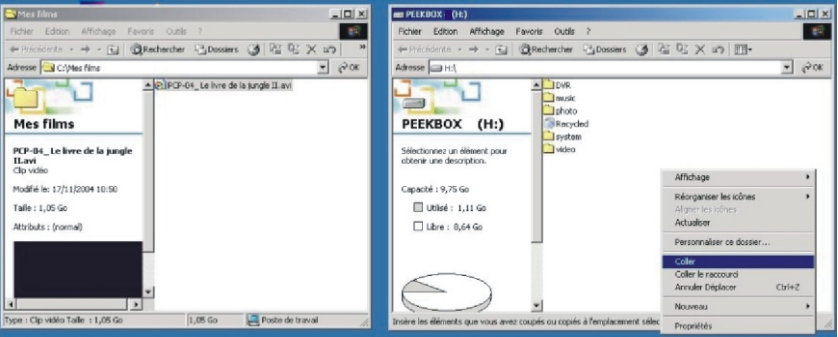 Mes films
Fichier Edition Affichage Favoris Outils ?
Précédente Rechercher Dossiers »
Adresse C:\Mes films OK
Mes films
PCP-04_ Le livre de la jungle II.avi
Clip vidéo
Modifié le: 17/11/2004 10:50
Taille : 1,05 Go
Attributs : (normal)
PCP-04_ Le livre de la jungle II.avi
Type : Clip vidéo Taille : 1,05 Go 1,05 Go Poste de travail
PEEKBOX (H:)
Fichier Edition Affichage Favoris Outils ?
Précédente Rechercher Dossiers
Adresse H:\ OK
PEEKBOX (H:)
Sélectionnez un élément pour
obtenir une description.
Capacité : 9,75 Go
Utilisé : 1,11 Go
Libre : 8,64 Go
DVR
music
photo
Recycled
system
video
Affichage
Réorganiser les icônes
Aligner les icônes
Actualiser
Personnaliser ce dossier...
Coller
Coller le raccourci
Annuler Déplacer Ctrl+Z
Nouveau
Propriétés
Insère les éléments que vous avez coupés ou copiés à l'emplacement sélec